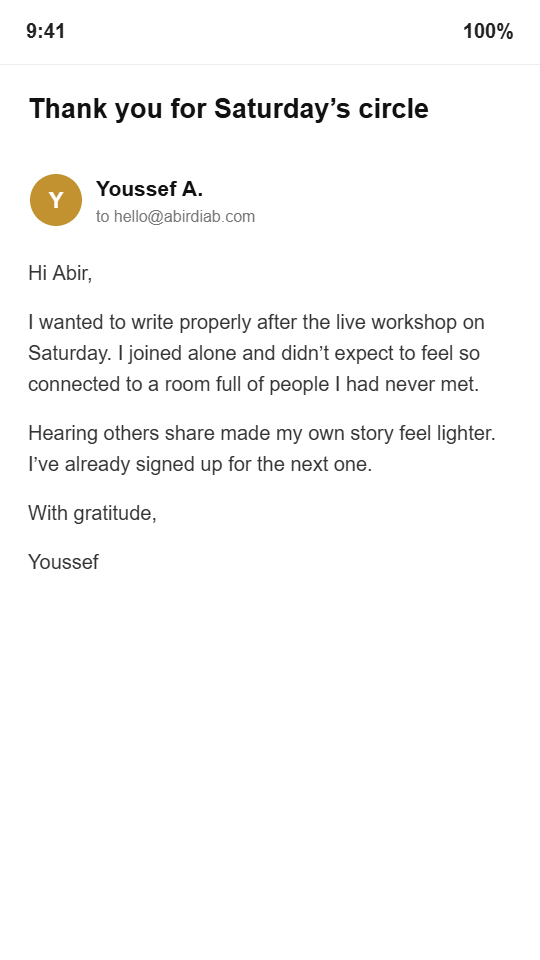 9:41
100%
Thank you for Saturday’s circle
Y
Youssef A.
to hello@abirdiab.com
Hi Abir,
I wanted to write properly after the live workshop on
Saturday. I joined alone and didn’t expect to feel so
connected to a room full of people I had never met.
Hearing others share made my own story feel lighter.
I’ve already signed up for the next one.
With gratitude,
Youssef